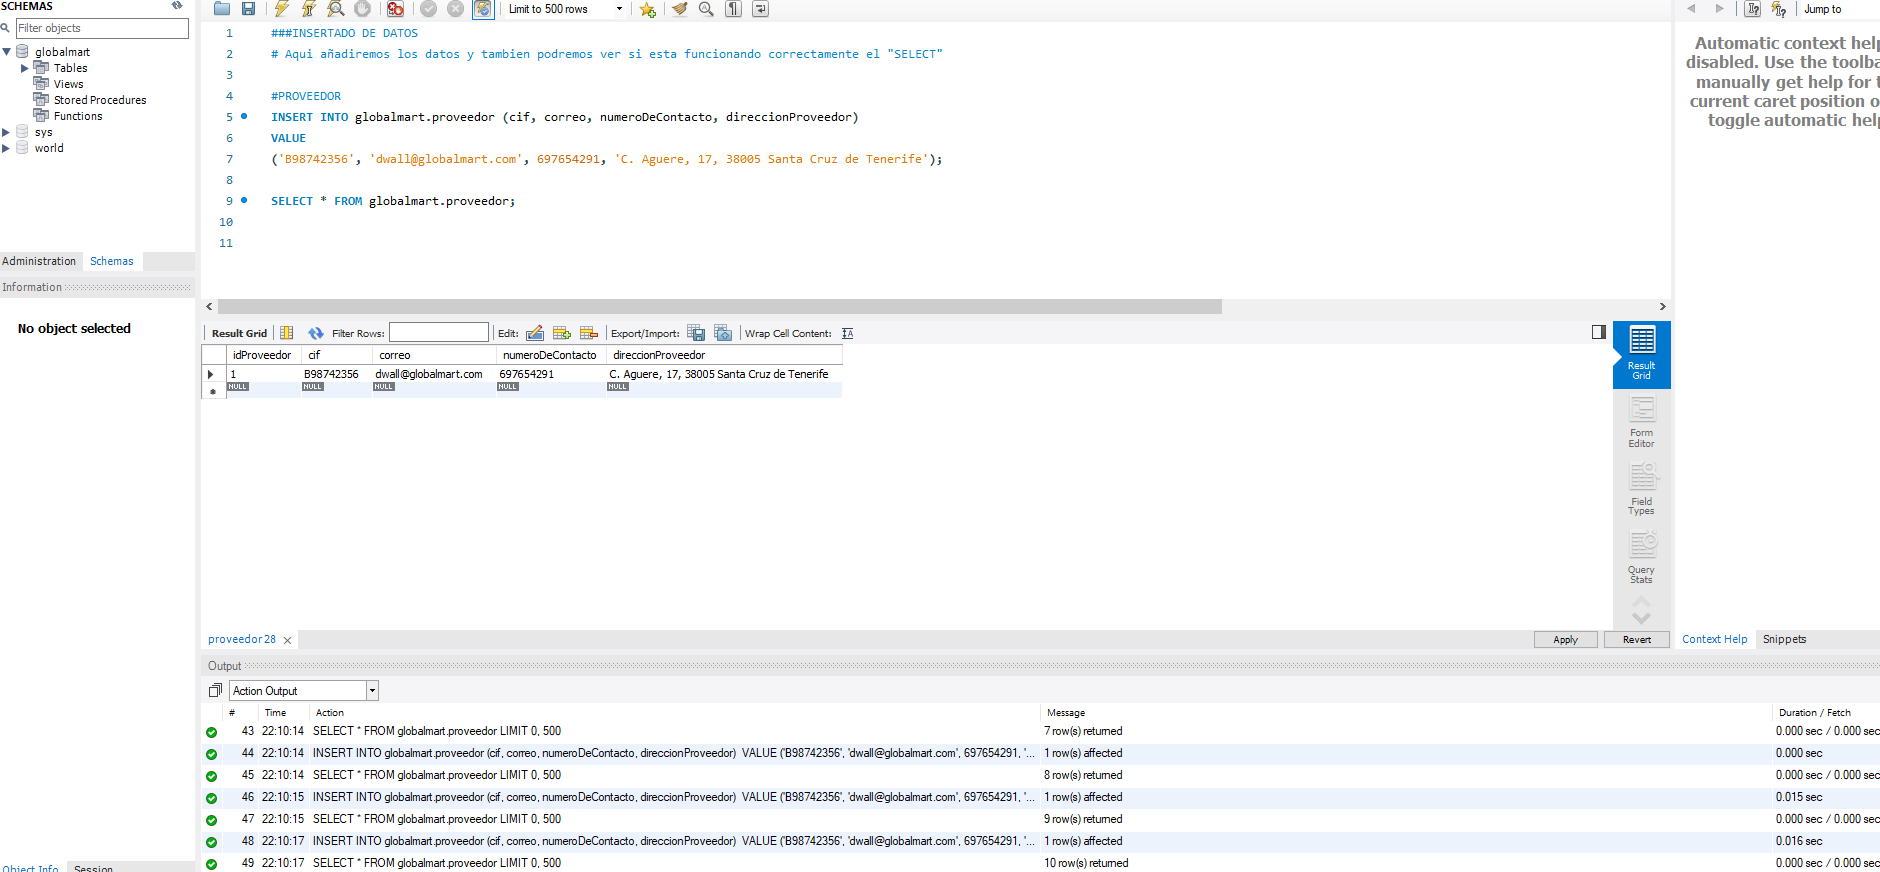 SCHEMAS
Filter objects
globalmart
Tables
Views
Stored Procedures
Functions
sys
world
Administration Schemas
Information
No object selected
Object Info Session
Limit to 500 rows
1 ###INSERTADO DE DATOS
2 # Aqui añadiremos los datos y tambien podremos ver si esta funcionando correctamente el "SELECT"
3
4 #PROVEEDOR
5 INSERT INTO globalmart.proveedor (cif, correo, numeroDeContacto, direccionProveedor)
6 VALUE
7 ('B98742356', 'dwall@globalmart.com', 697654291, 'C. Aguere, 17, 38005 Santa Cruz de Tenerife');
8
9 SELECT * FROM globalmart.proveedor;
10
11
Result Grid Filter Rows: Edit: Export/Import: Wrap Cell Content:
idProveedor cif correo numeroDeContacto direccionProveedor
1 B98742356 dwall@globalmart.com 697654291 C. Aguere, 17, 38005 Santa Cruz de Tenerife
NULL NULL NULL NULL NULL
Result
Grid
Form
Editor
Field
Types
Query
Stats
proveedor 28
Apply Revert
Output
Action Output
# Time Action Message Duration / Fetch
43 22:10:14 SELECT * FROM globalmart.proveedor LIMIT 0, 500 7 row(s) returned 0.000 sec / 0.000 sec
44 22:10:14 INSERT INTO globalmart.proveedor (cif, correo, numeroDeContacto, direccionProveedor) VALUE ('B98742356', 'dwall@globalmart.com', 697654291, '... 1 row(s) affected 0.000 sec
45 22:10:14 SELECT * FROM globalmart.proveedor LIMIT 0, 500 8 row(s) returned 0.000 sec / 0.000 sec
46 22:10:15 INSERT INTO globalmart.proveedor (cif, correo, numeroDeContacto, direccionProveedor) VALUE ('B98742356', 'dwall@globalmart.com', 697654291, '... 1 row(s) affected 0.015 sec
47 22:10:15 SELECT * FROM globalmart.proveedor LIMIT 0, 500 9 row(s) returned 0.000 sec / 0.000 sec
48 22:10:17 INSERT INTO globalmart.proveedor (cif, correo, numeroDeContacto, direccionProveedor) VALUE ('B98742356', 'dwall@globalmart.com', 697654291, '... 1 row(s) affected 0.016 sec
49 22:10:17 SELECT * FROM globalmart.proveedor LIMIT 0, 500 10 row(s) returned 0.000 sec / 0.000 sec
Jump to
Automatic context help
disabled. Use the toolba
manually get help for t
current caret position o
toggle automatic help
Context Help Snippets